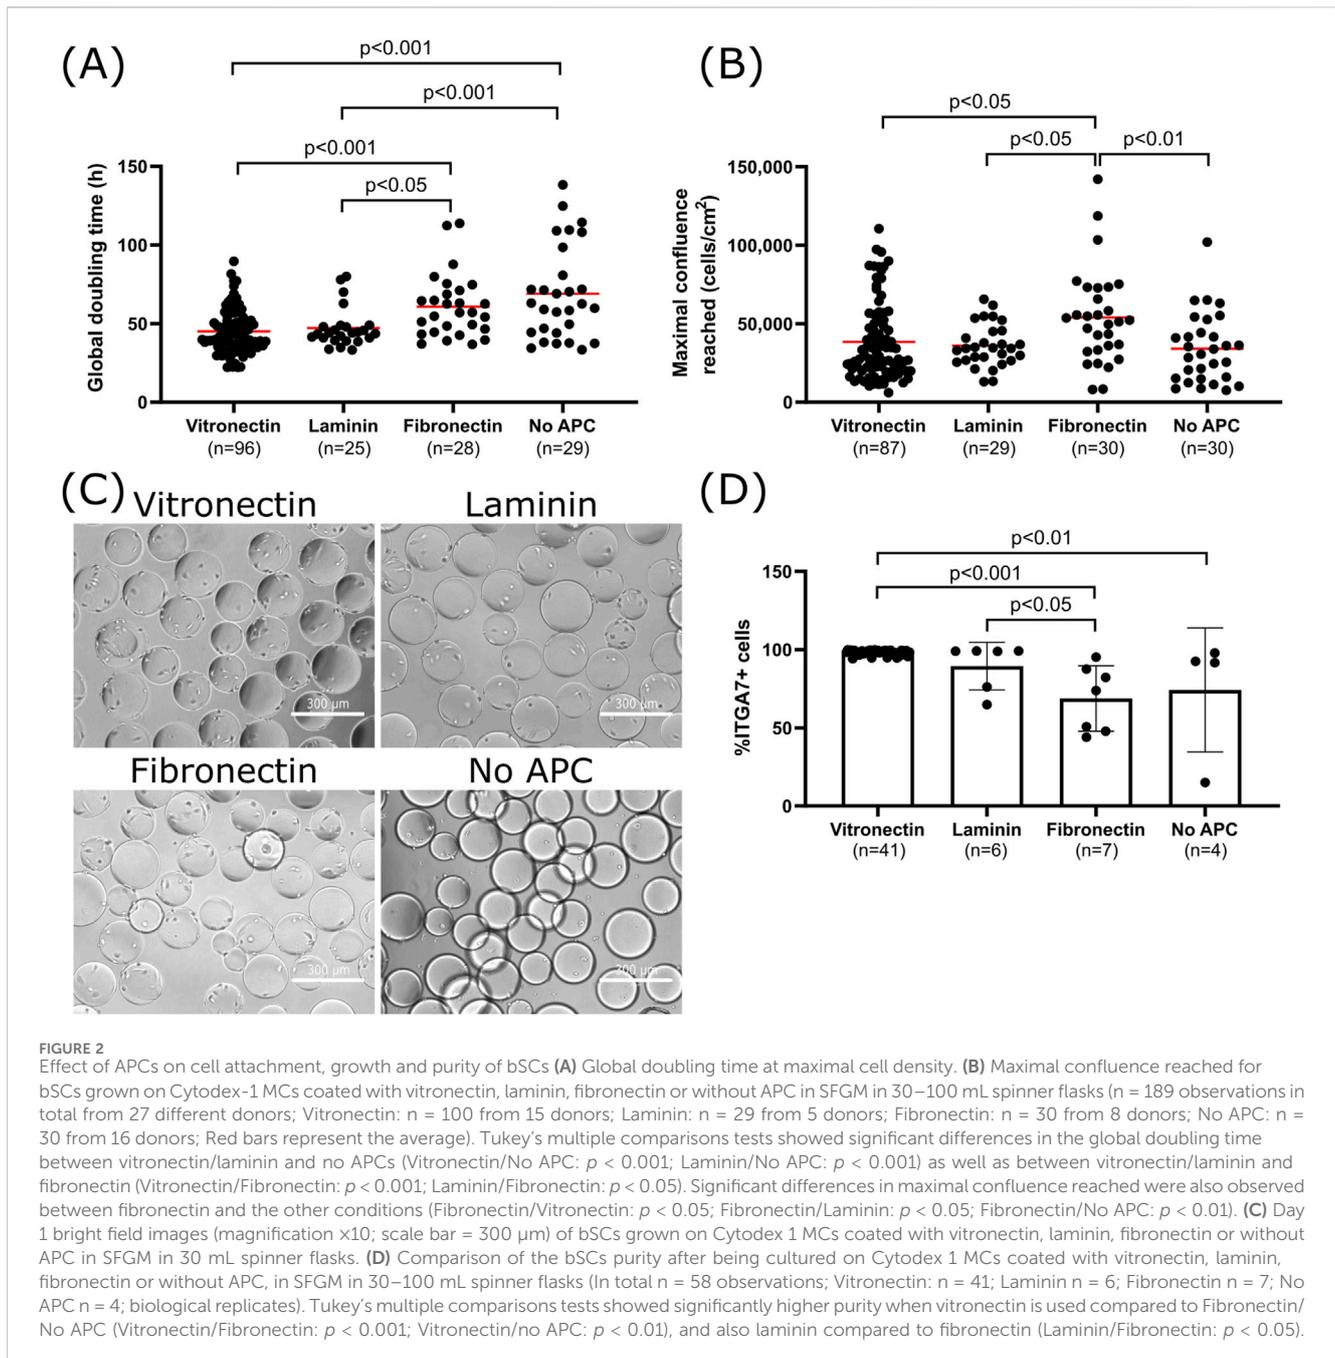 (A)
p<0.001
p<0.001
p<0.001
p<0.05
Global doubling time (h)
150
100
50
0
Vitronectin
(n=96)
Laminin
(n=25)
Fibronectin
(n=28)
No APC
(n=29)
(B)
p<0.05
p<0.05
p<0.01
Maximal confluence
reached (cells/cm²)
150,000
100,000
50,000
0
Vitronectin
(n=87)
Laminin
(n=29)
Fibronectin
(n=30)
No APC
(n=30)
(C)
Vitronectin
Laminin
300 µm
300 µm
Fibronectin
No APC
300 µm
300 µm
(D)
p<0.01
p<0.001
p<0.05
%ITGA7+ cells
150
100
50
0
Vitronectin
(n=41)
Laminin
(n=6)
Fibronectin
(n=7)
No APC
(n=4)
FIGURE 2
Effect of APCs on cell attachment, growth and purity of bSCs (A) Global doubling time at maximal cell density. (B) Maximal confluence reached for
bSCs grown on Cytodex-1 MCs coated with vitronectin, laminin, fibronectin or without APC in SFGM in 30–100 mL spinner flasks (n = 189 observations in
total from 27 different donors; Vitronectin: n = 100 from 15 donors; Laminin: n = 29 from 5 donors; Fibronectin: n = 30 from 8 donors; No APC: n =
30 from 16 donors; Red bars represent the average). Tukey's multiple comparisons tests showed significant differences in the global doubling time
between vitronectin/laminin and no APCs (Vitronectin/No APC: p < 0.001; Laminin/No APC: p < 0.001) as well as between vitronectin/laminin and
fibronectin (Vitronectin/Fibronectin: p < 0.001; Laminin/Fibronectin: p < 0.05). Significant differences in maximal confluence reached were also observed
between fibronectin and the other conditions (Fibronectin/Vitronectin: p < 0.05; Fibronectin/Laminin: p < 0.05; Fibronectin/No APC: p < 0.01). (C) Day
1 bright field images (magnification ×10; scale bar = 300 µm) of bSCs grown on Cytodex 1 MCs coated with vitronectin, laminin, fibronectin or without
APC in SFGM in 30 mL spinner flasks. (D) Comparison of the bSCs purity after being cultured on Cytodex 1 MCs coated with vitronectin, laminin,
fibronectin or without APC, in SFGM in 30–100 mL spinner flasks (In total n = 58 observations; Vitronectin: n = 41; Laminin n = 6; Fibronectin n = 7; No
APC n = 4; biological replicates). Tukey's multiple comparisons tests showed significantly higher purity when vitronectin is used compared to Fibronectin/
No APC (Vitronectin/Fibronectin: p < 0.001; Vitronectin/no APC: p < 0.01), and also laminin compared to fibronectin (Laminin/Fibronectin: p < 0.05).